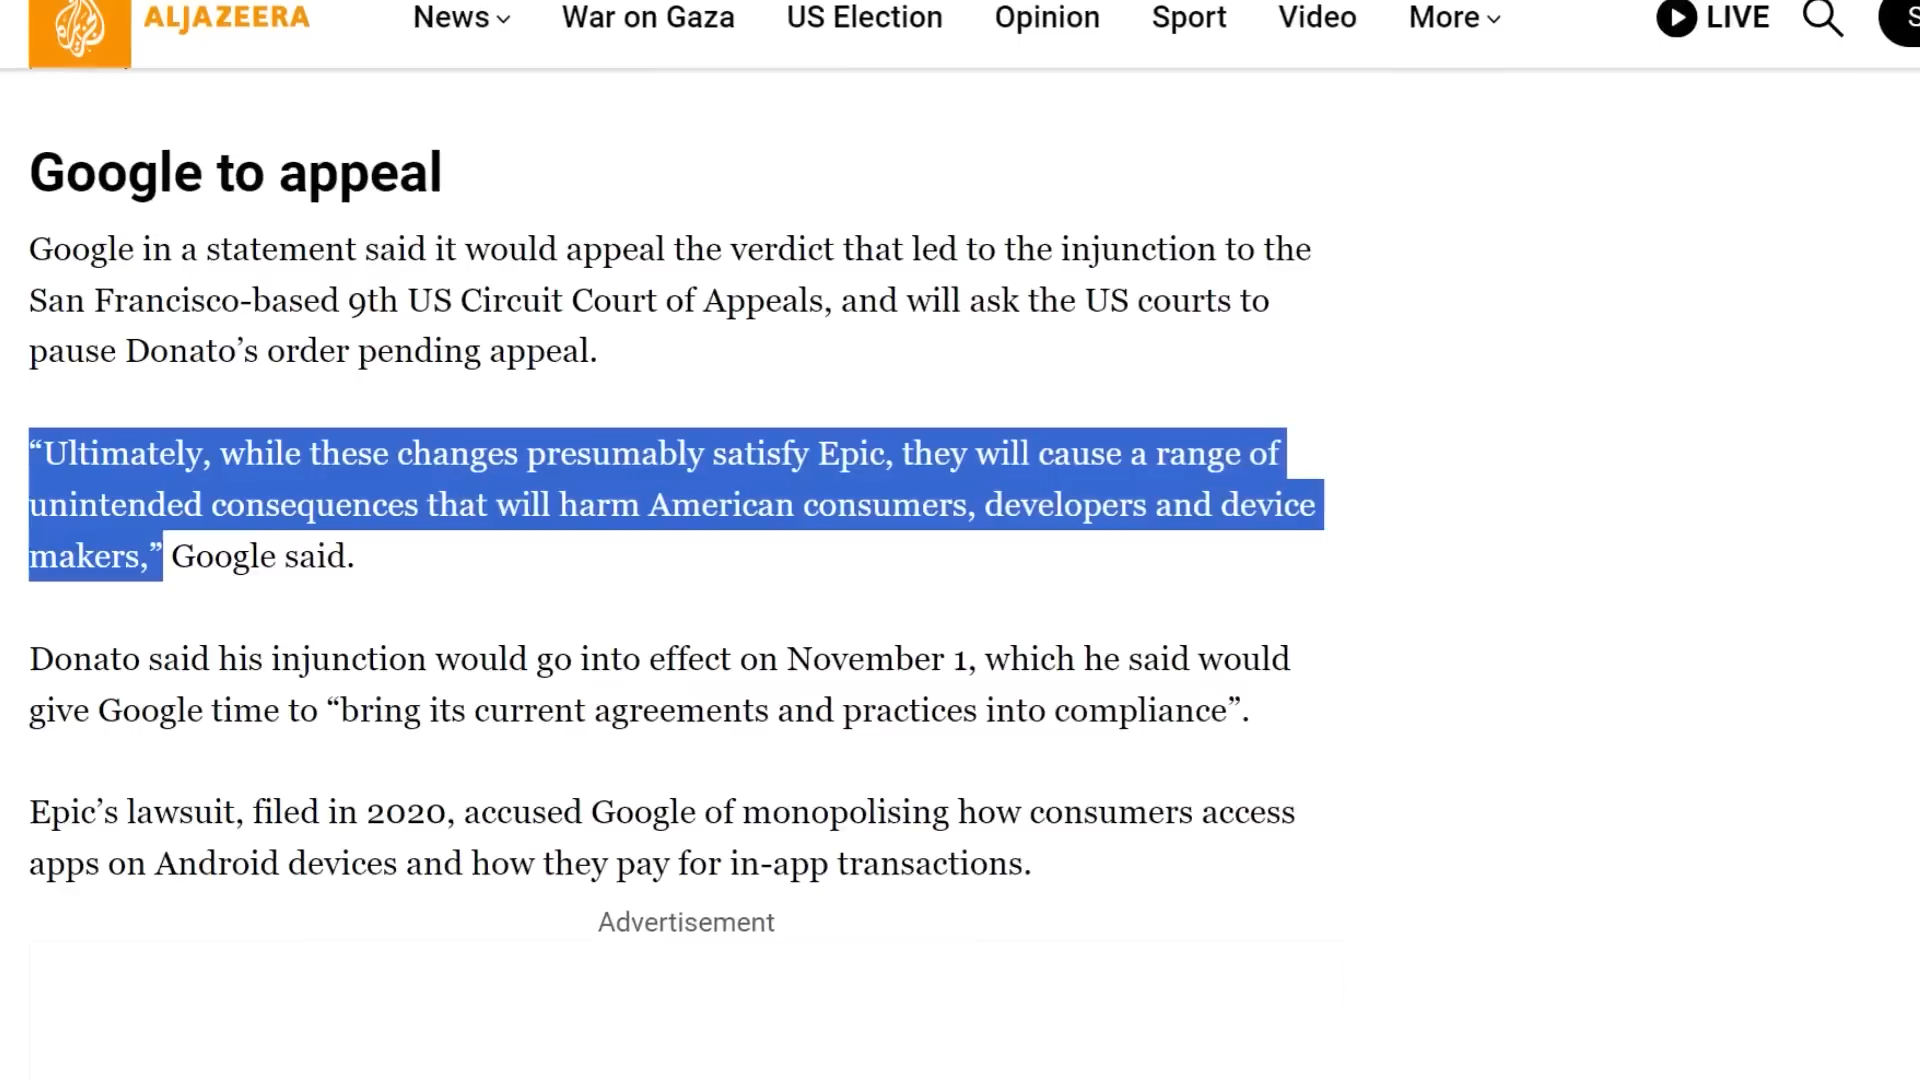 ALJAZEERA News War on Gaza US Election Opinion Sport Video More LIVE S
Google to appeal
Google in a statement said it would appeal the verdict that led to the injunction to the
San Francisco-based 9th US Circuit Court of Appeals, and will ask the US courts to
pause Donato’s order pending appeal.
“Ultimately, while these changes presumably satisfy Epic, they will cause a range of
unintended consequences that will harm American consumers, developers and device
makers,” Google said.
Donato said his injunction would go into effect on November 1, which he said would
give Google time to “bring its current agreements and practices into compliance”.
Epic’s lawsuit, filed in 2020, accused Google of monopolising how consumers access
apps on Android devices and how they pay for in-app transactions.
Advertisement